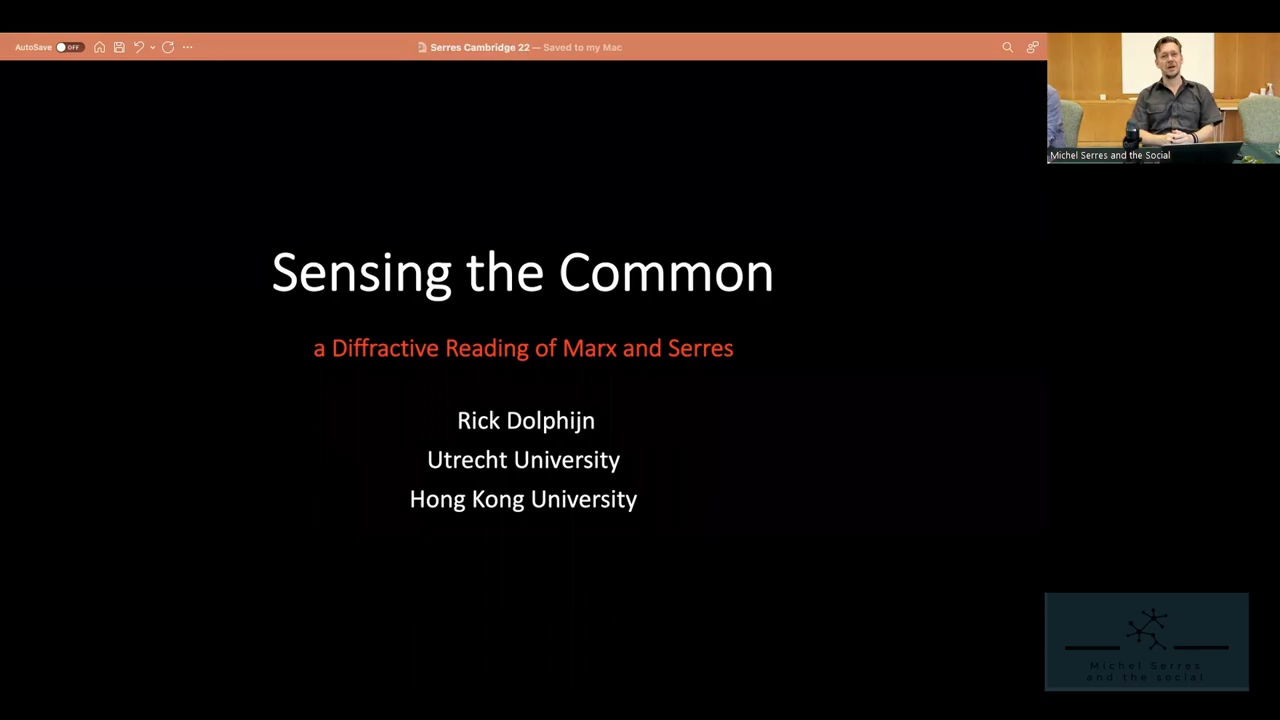 AutoSave OFF
Serres Cambridge 22 — Saved to my Mac
Michel Serres and the Social
Sensing the Common
a Diffractive Reading of Marx and Serres
Rick Dolphijn
Utrecht University
Hong Kong University
Michel Serres
and the social